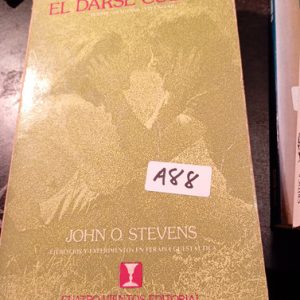 EL DARSE CUENTA
A88
JOHN O. STEVENS
EJERCICIOS Y EXPERIMENTOS EN TERAPIA GUESTALTICA
CUATRO VIENTOS EDITORIAL